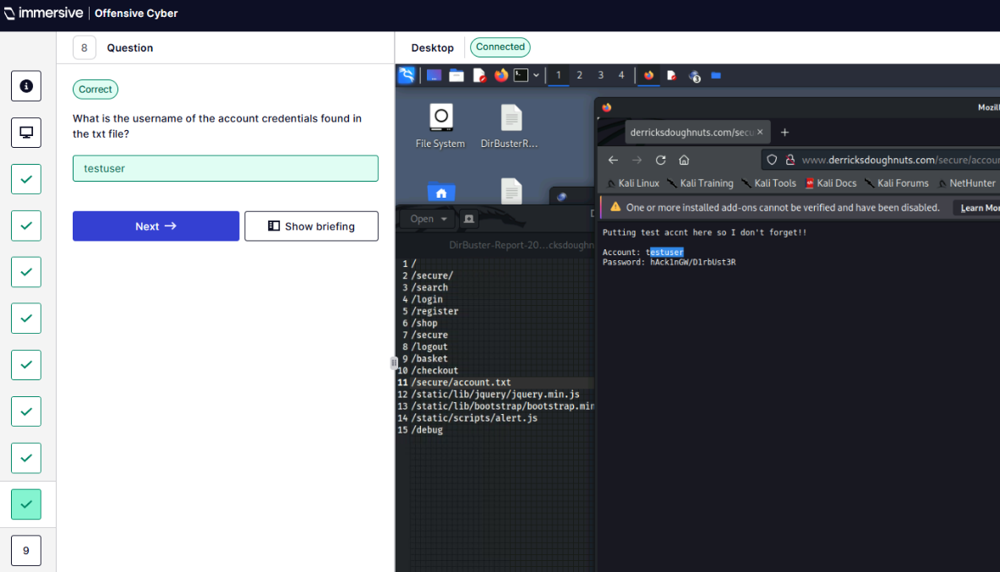 immersive | Offensive Cyber
8 Question
Correct
What is the username of the account credentials found in
the txt file?
testuser
Next →
Show briefing
9
Desktop
Connected
1 2 3 4
3
File System
DirBusterR...
Open
DirBuster-Report-20...cksdoughn
1 /
2 /secure/
3 /search
4 /login
5 /register
6 /shop
7 /secure
8 /logout
9 /basket
10 /checkout
11 /secure/account.txt
12 /static/lib/jquery/jquery.min.js
13 /static/lib/bootstrap/bootstrap.min
14 /static/scripts/alert.js
15 /debug
Mozill
derricksdoughnuts.com/secu × +
www.derricksdoughnuts.com/secure/accou
Kali Linux Kali Training Kali Tools Kali Docs Kali Forums NetHunter
One or more installed add-ons cannot be verified and have been disabled. Learn Mor
Putting test accnt here so I don't forget!!
Account: testuser
Password: hAck1nGW/D1rbUst3R